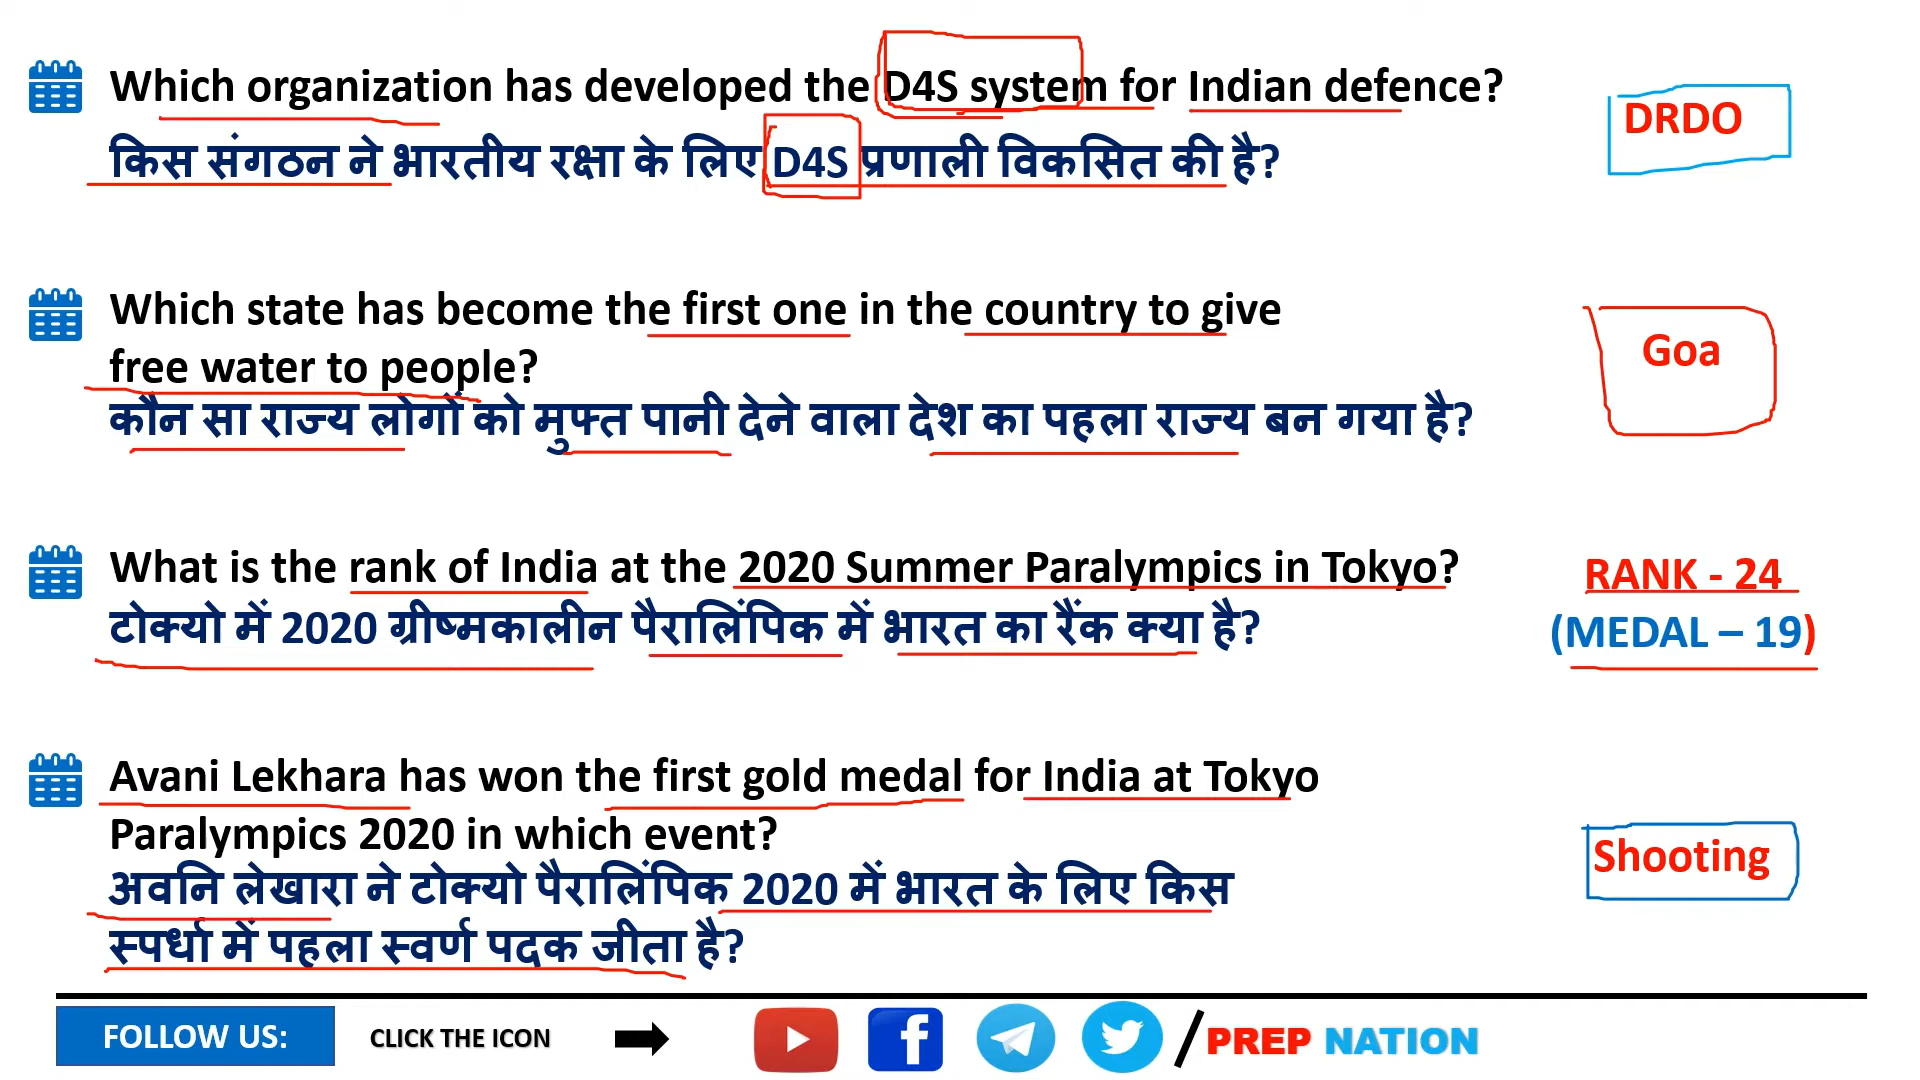 Which organization has developed the D4S system for Indian defence?
किस संगठन ने भारतीय रक्षा के लिए D4S प्रणाली विकसित की है?
DRDO
Which state has become the first one in the country to give
free water to people?
कौन सा राज्य लोगों को मुफ्त पानी देने वाला देश का पहला राज्य बन गया है?
Goa
What is the rank of India at the 2020 Summer Paralympics in Tokyo?
टोक्यो में 2020 ग्रीष्मकालीन पैरालिंपिक में भारत का रैंक क्या है?
RANK - 24
(MEDAL – 19)
Avani Lekhara has won the first gold medal for India at Tokyo
Paralympics 2020 in which event?
अवनि लेखारा ने टोक्यो पैरालिंपिक 2020 में भारत के लिए किस
स्पर्धा में पहला स्वर्ण पदक जीता है?
Shooting
FOLLOW US: CLICK THE ICON /PREP NATION